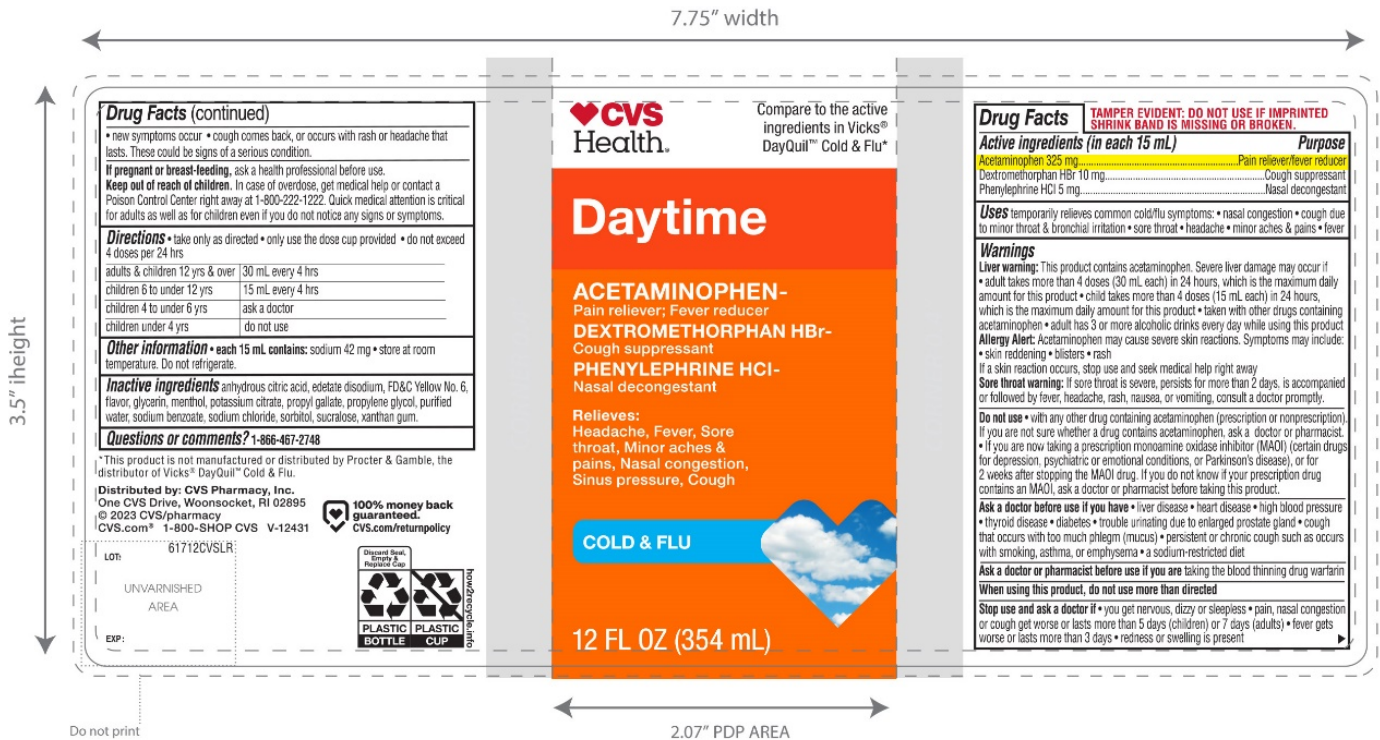 7.75” width
3.5” iheight
Drug Facts (continued)
• new symptoms occur • cough comes back, or occurs with rash or headache that
lasts. These could be signs of a serious condition.
If pregnant or breast-feeding, ask a health professional before use.
Keep out of reach of children. In case of overdose, get medical help or contact a
Poison Control Center right away at 1-800-222-1222. Quick medical attention is critical
for adults as well as for children even if you do not notice any signs or symptoms.
Directions • take only as directed • only use the dose cup provided • do not exceed
4 doses per 24 hrs
adults & children 12 yrs & over 30 mL every 4 hrs
children 6 to under 12 yrs 15 mL every 4 hrs
children 4 to under 6 yrs ask a doctor
children under 4 yrs do not use
Other information • each 15 mL contains: sodium 42 mg • store at room
temperature. Do not refrigerate.
Inactive ingredients anhydrous citric acid, edetate disodium, FD&C Yellow No. 6,
flavor, glycerin, menthol, potassium citrate, propyl gallate, propylene glycol, purified
water, sodium benzoate, sodium chloride, sorbitol, sucralose, xanthan gum.
Questions or comments? 1-866-467-2748
*This product is not manufactured or distributed by Procter & Gamble, the
distributor of Vicks® DayQuil™ Cold & Flu.
Distributed by: CVS Pharmacy, Inc.
One CVS Drive, Woonsocket, RI 02895
© 2023 CVS/pharmacy
CVS.com® 1-800-SHOP CVS V-12431
100% money back
guaranteed.
CVS.com/returnpolicy
61712CVSLR
LOT:
UNVARNISHED
AREA
EXP:
Do not print
Discard Seal,
Empty &
Replace Cap
PLASTIC PLASTIC
BOTTLE CUP
how2recycle.info
CVS
Health®
Compare to the active
ingredients in Vicks®
DayQuil™ Cold & Flu*
Daytime
ACETAMINOPHEN-
Pain reliever; Fever reducer
DEXTROMETHORPHAN HBr-
Cough suppressant
PHENYLEPHRINE HCl-
Nasal decongestant
Relieves:
Headache, Fever, Sore
throat, Minor aches &
pains, Nasal congestion,
Sinus pressure, Cough
COLD & FLU
12 FL OZ (354 mL)
2.07” PDP AREA
Drug Facts
TAMPER EVIDENT: DO NOT USE IF IMPRINTED
SHRINK BAND IS MISSING OR BROKEN.
Active ingredients (in each 15 mL) Purpose
Acetaminophen 325 mg...Pain reliever/fever reducer
Dextromethorphan HBr 10 mg...Cough suppressant
Phenylephrine HCl 5 mg...Nasal decongestant
Uses temporarily relieves common cold/flu symptoms: • nasal congestion • cough due
to minor throat & bronchial irritation • sore throat • headache • minor aches & pains • fever
Warnings
Liver warning: This product contains acetaminophen. Severe liver damage may occur if
• adult takes more than 4 doses (30 mL each) in 24 hours, which is the maximum daily
amount for this product • child takes more than 4 doses (15 mL each) in 24 hours,
which is the maximum daily amount for this product • taken with other drugs containing
acetaminophen • adult has 3 or more alcoholic drinks every day while using this product
Allergy Alert: Acetaminophen may cause severe skin reactions. Symptoms may include:
• skin reddening • blisters • rash
If a skin reaction occurs, stop use and seek medical help right away
Sore throat warning: If sore throat is severe, persists for more than 2 days, is accompanied
or followed by fever, headache, rash, nausea, or vomiting, consult a doctor promptly.
Do not use • with any other drug containing acetaminophen (prescription or nonprescription).
If you are not sure whether a drug contains acetaminophen, ask a doctor or pharmacist.
• If you are now taking a prescription monoamine oxidase inhibitor (MAOI) (certain drugs
for depression, psychiatric or emotional conditions, or Parkinson's disease), or for
2 weeks after stopping the MAOI drug. If you do not know if your prescription drug
contains an MAOI, ask a doctor or pharmacist before taking this product.
Ask a doctor before use if you have • liver disease • heart disease • high blood pressure
• thyroid disease • diabetes • trouble urinating due to enlarged prostate gland • cough
that occurs with too much phlegm (mucus) • persistent or chronic cough such as occurs
with smoking, asthma, or emphysema • a sodium-restricted diet
Ask a doctor or pharmacist before use if you are taking the blood thinning drug warfarin
When using this product, do not use more than directed
Stop use and ask a doctor if • you get nervous, dizzy or sleepless • pain, nasal congestion
or cough get worse or lasts more than 5 days (children) or 7 days (adults) • fever gets
worse or lasts more than 3 days • redness or swelling is present